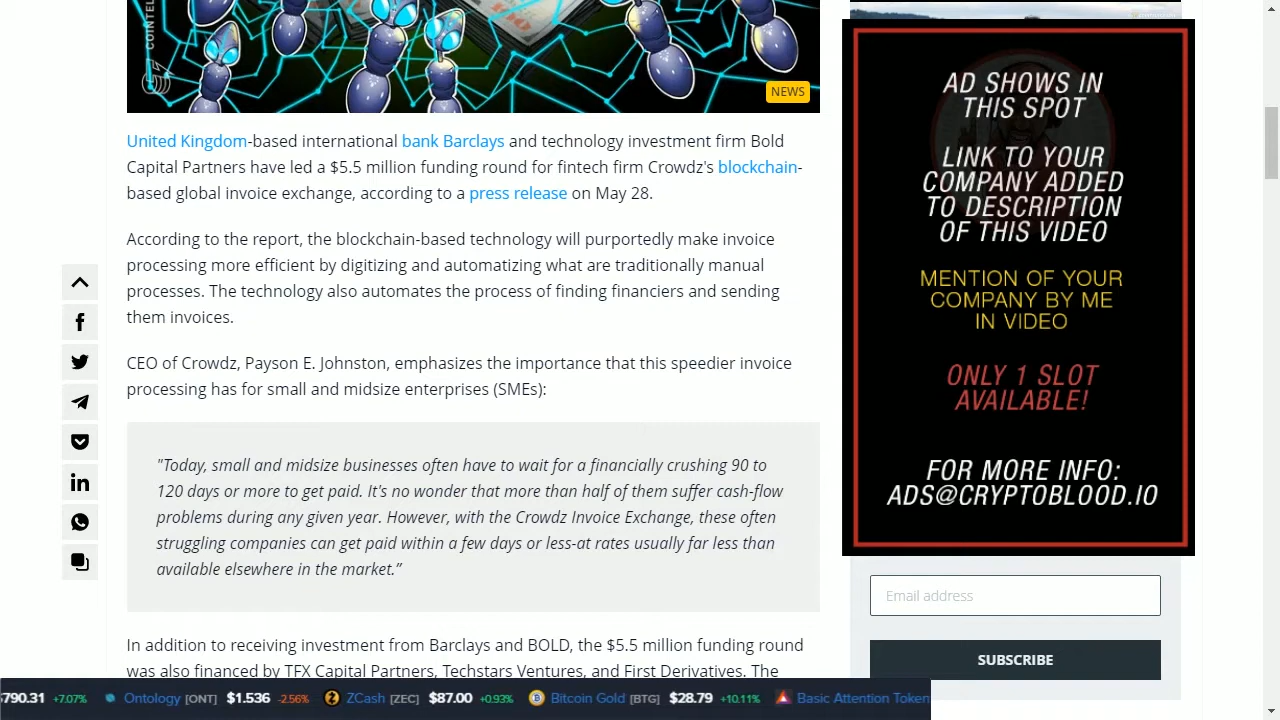 COINTEL
NEWS
United Kingdom-based international bank Barclays and technology investment firm Bold
Capital Partners have led a $5.5 million funding round for fintech firm Crowdz's blockchain-
based global invoice exchange, according to a press release on May 28.
According to the report, the blockchain-based technology will purportedly make invoice
processing more efficient by digitizing and automatizing what are traditionally manual
processes. The technology also automates the process of finding financiers and sending
them invoices.
CEO of Crowdz, Payson E. Johnston, emphasizes the importance that this speedier invoice
processing has for small and midsize enterprises (SMEs):
"Today, small and midsize businesses often have to wait for a financially crushing 90 to
120 days or more to get paid. It's no wonder that more than half of them suffer cash-flow
problems during any given year. However, with the Crowdz Invoice Exchange, these often
struggling companies can get paid within a few days or less-at rates usually far less than
available elsewhere in the market.”
In addition to receiving investment from Barclays and BOLD, the $5.5 million funding round
was also financed by TFX Capital Partners, Techstars Ventures, and First Derivatives. The
AD SHOWS IN
THIS SPOT
LINK TO YOUR
COMPANY ADDED
TO DESCRIPTION
OF THIS VIDEO
MENTION OF YOUR
COMPANY BY ME
IN VIDEO
ONLY 1 SLOT
AVAILABLE!
FOR MORE INFO:
ADS@CRYPTOBLOOD.IO
Email address
SUBSCRIBE
790.31 +7.07% Ontology [ONT] $1.536 -2.56% ZCash [ZEC] $87.00 +0.93% Bitcoin Gold [BTG] $28.79 +10.11% Basic Attention Token